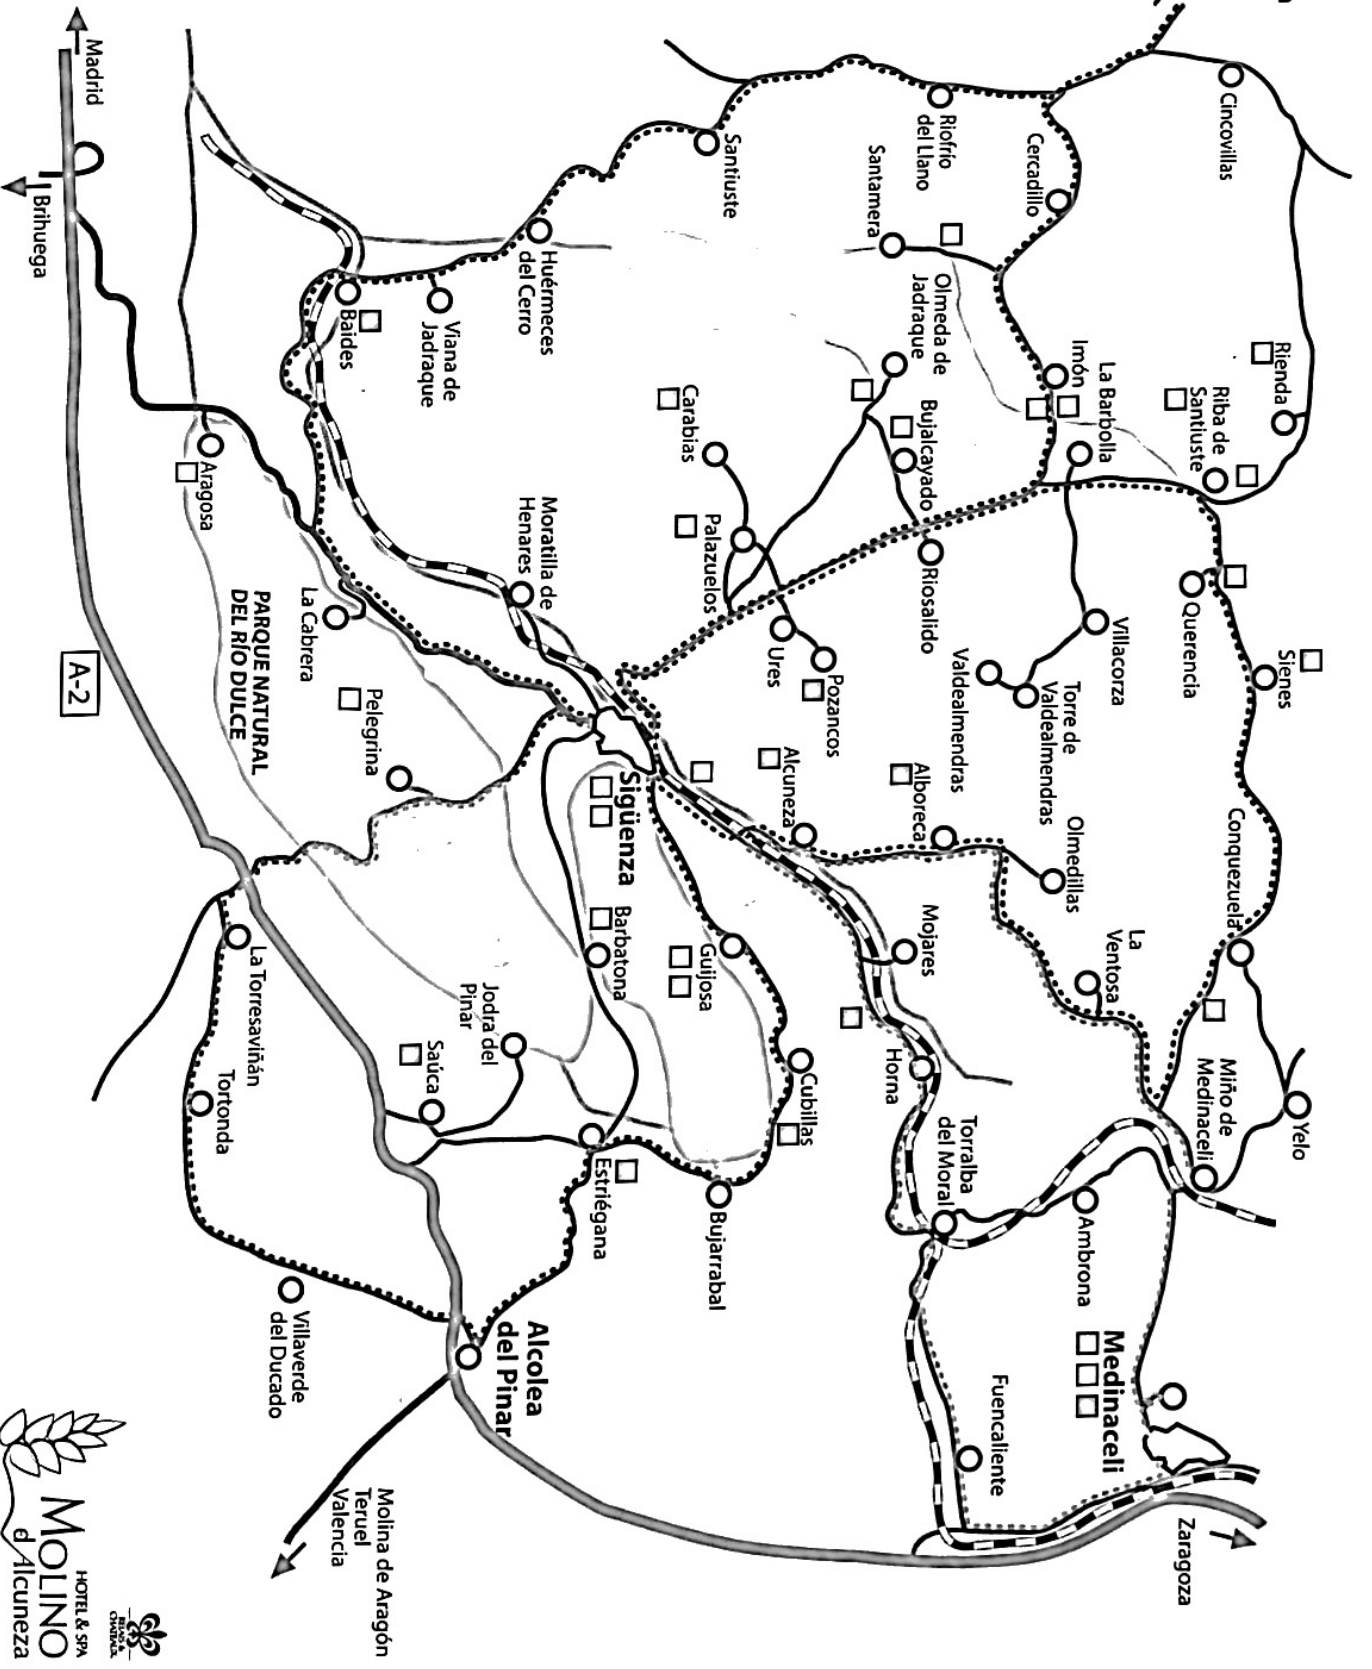 Cincovillas
Rienda
Riba de
Santiuste
Querencia
Sienes
Conquezuela
Yelo
Miño de
Medinaceli
La
Ventosa
Ambrona
Medinaceli
Zaragoza
Fuencaliente
Torralba
del Moral
Horna
Mojares
Olmedillas
Alboreca
Alcuneza
Torre de
Valdealmendras
Valdealmendras
Villacorza
La Barbolla
Imón
Cercadillo
Riofrío
del Llano
Santamera
Olmeda de
Jadraque
Bujalcayado
Riosalido
Carabias
Palazuelos
Ures
Pozancos
Santiuste
Huérmeces
del Cerro
Viana de
Jadraque
Baides
Moratilla de
Henares
Sigüenza
Guijosa
Cubillas
Bujarrabal
Barbatona
Estriégana
Jodra del
Pinar
Saúca
Alcolea
del Pinar
Aragosa
La Cabrera
Pelegrina
PARQUE NATURAL
DEL RÍO DULCE
La Torresaviñán
Tortonda
Villaverde
del Ducado
Molina de Aragón
Teruel
Valencia
Madrid
Brihuega
A-2
HOTEL & SPA
MOLINO
d'Alcuneza
RELAIS &
CHATEAUX